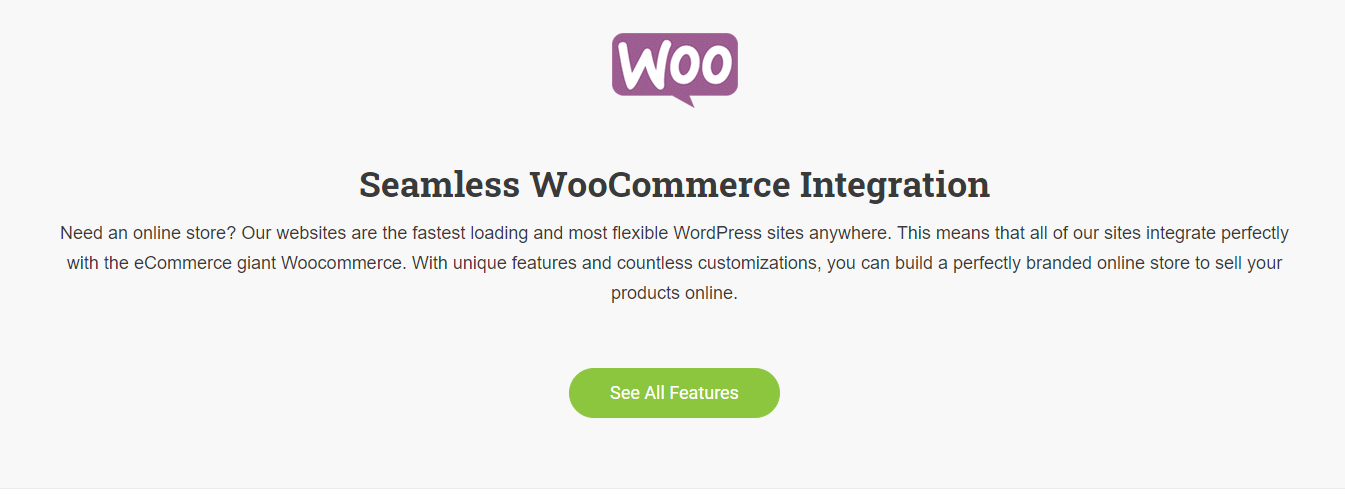 Woo
Seamless WooCommerce Integration
Need an online store? Our websites are the fastest loading and most flexible WordPress sites anywhere. This means that all of our sites integrate perfectly
with the eCommerce giant Woocommerce. With unique features and countless customizations, you can build a perfectly branded online store to sell your
products online.
See All Features